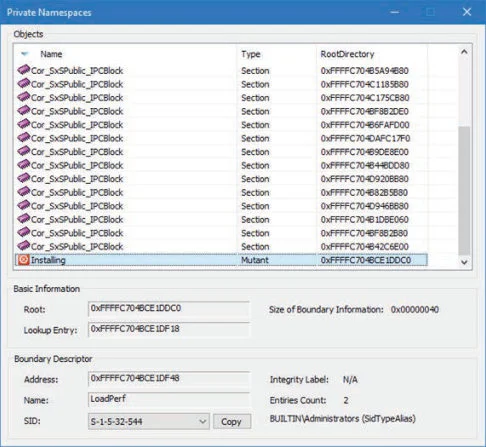 Private Namespaces
Objects
Name Type RootDirectory
Cor_SxSPublic_IPCBlock Section 0xFFFFC704B5A94B80
Cor_SxSPublic_IPCBlock Section 0xFFFFC704C1185B80
Cor_SxSPublic_IPCBlock Section 0xFFFFC704C175CB80
Cor_SxSPublic_IPCBlock Section 0xFFFFC704BF8B2DE0
Cor_SxSPublic_IPCBlock Section 0xFFFFC704B6FAFD00
Cor_SxSPublic_IPCBlock Section 0xFFFFC704DAFC17F0
Cor_SxSPublic_IPCBlock Section 0xFFFFC704B9DE8E00
Cor_SxSPublic_IPCBlock Section 0xFFFFC704B44BDD80
Cor_SxSPublic_IPCBlock Section 0xFFFFC704D920BB80
Cor_SxSPublic_IPCBlock Section 0xFFFFC704B82B5B80
Cor_SxSPublic_IPCBlock Section 0xFFFFC704D946BB80
Cor_SxSPublic_IPCBlock Section 0xFFFFC704B1DBE060
Cor_SxSPublic_IPCBlock Section 0xFFFFC704BF8B2B80
Cor_SxSPublic_IPCBlock Section 0xFFFFC704B42C6E00
Installing Mutant 0xFFFFC704BCE1DDC0
Basic Information
Root: 0xFFFFC704BCE1DDC0 Size of Boundary Information: 0x00000040
Lookup Entry: 0xFFFFC704BCE1DF18
Boundary Descriptor
Address: 0xFFFFC704BCE1DF48 Integrity Label: N/A
Name: LoadPerf Entries Count: 2
SID: S-1-5-32-544 Copy BUILTIN\Administrators (SidTypeAlias)